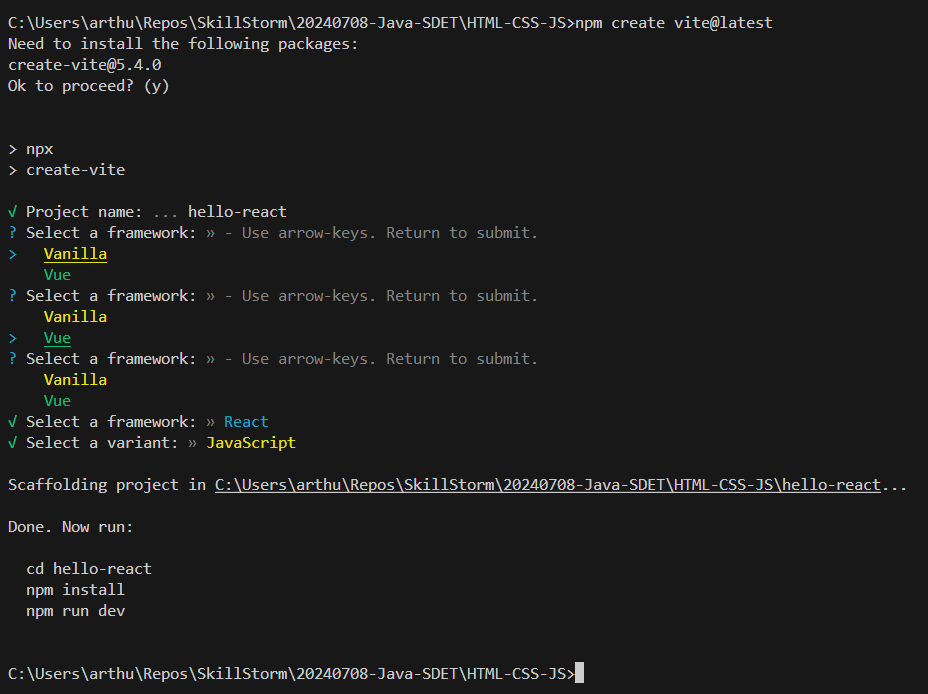 C:\Users\arthu\Repos\SkillStorm\20240708-Java-SDET\HTML-CSS-JS>npm create vite@latest
Need to install the following packages:
create-vite@5.4.0
Ok to proceed? (y)
> npx
> create-vite
√ Project name: ... hello-react
? Select a framework: » - Use arrow-keys. Return to submit.
>   Vanilla
    Vue
? Select a framework: » - Use arrow-keys. Return to submit.
    Vanilla
>   Vue
? Select a framework: » - Use arrow-keys. Return to submit.
    Vanilla
    Vue
√ Select a framework: » React
√ Select a variant: » JavaScript
Scaffolding project in C:\Users\arthu\Repos\SkillStorm\20240708-Java-SDET\HTML-CSS-JS\hello-react...
Done. Now run:
  cd hello-react
  npm install
  npm run dev
C:\Users\arthu\Repos\SkillStorm\20240708-Java-SDET\HTML-CSS-JS>